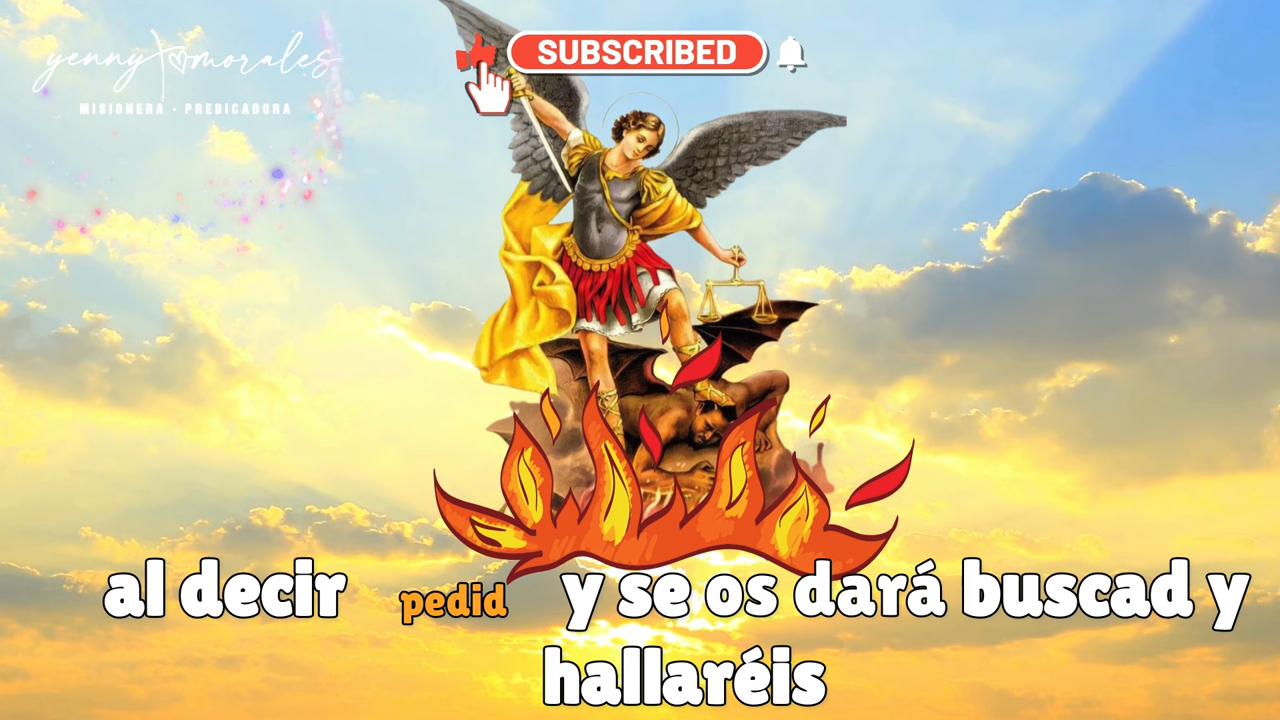 yenny morales
MISIONERA · PREDICADORA
SUBSCRIBED
al decir pedid y se os dará buscad y
hallaréis